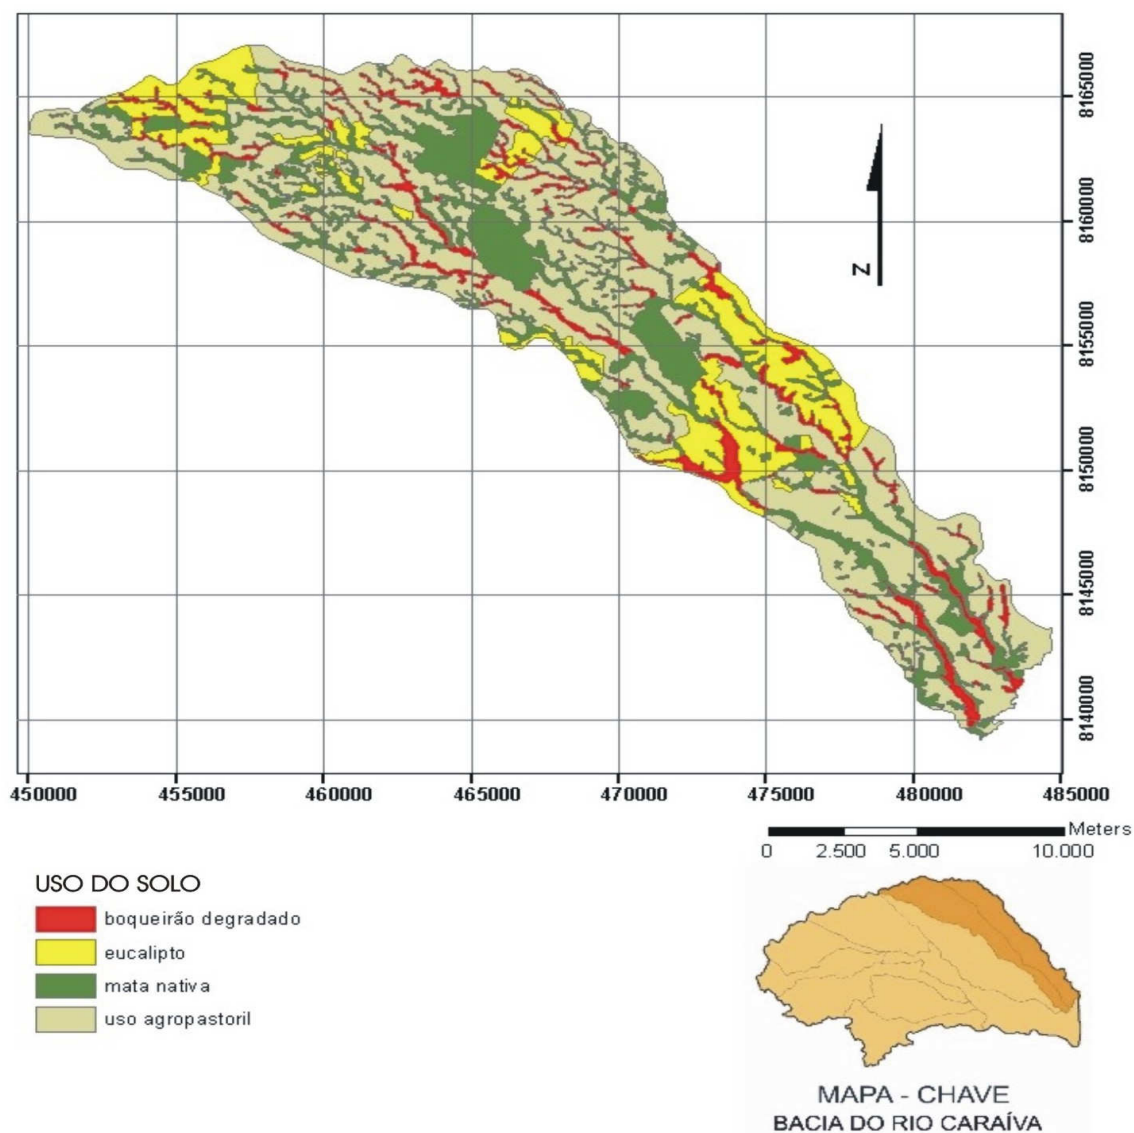 8165000
8160000
8155000
8150000
8145000
8140000
N
450000 455000 460000 465000 470000 475000 480000 485000
Meters
0 2.500 5.000 10.000
USO DO SOLO
boqueirão degradado
eucalipto
mata nativa
uso agropastoril
MAPA - CHAVE
BACIA DO RIO CARAÍVA